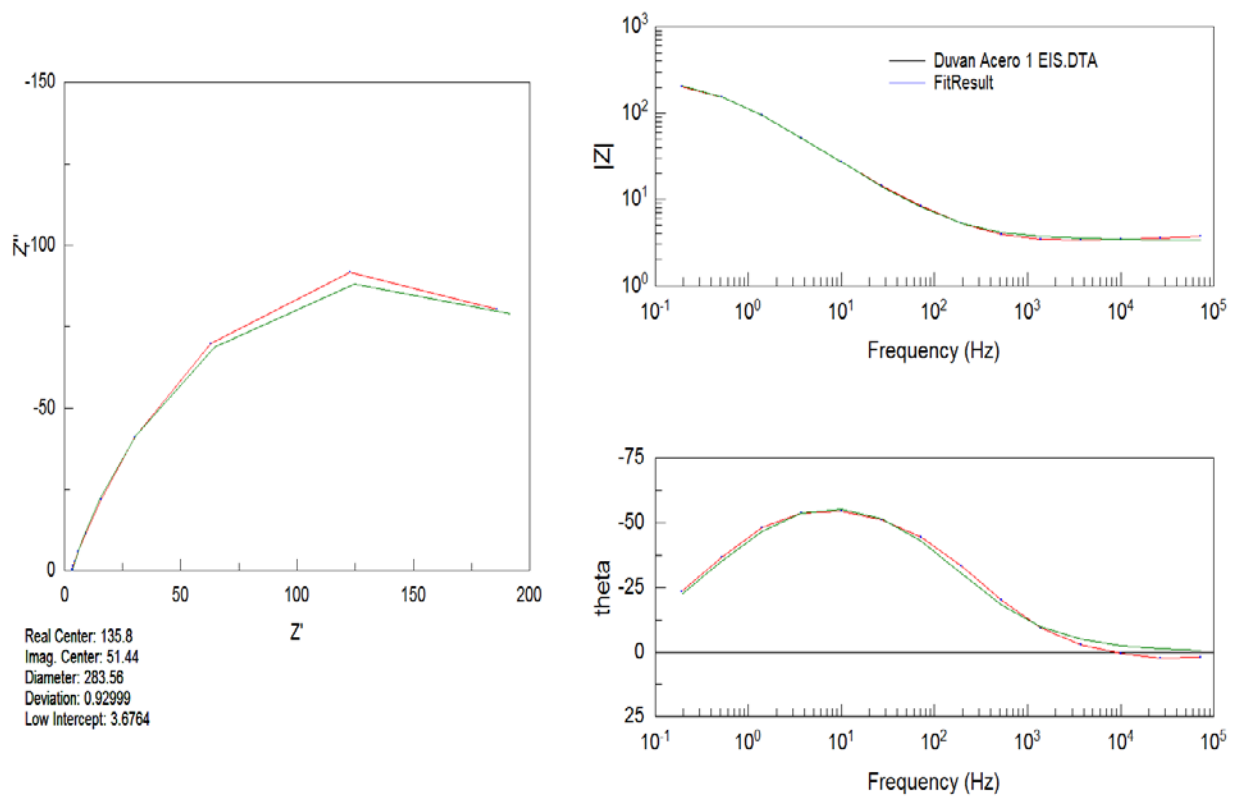 -150
-100
-50
0
Z''
0
50
100
150
200
Z'
Real Center: 135.8
Imag. Center: 51.44
Diameter: 283.56
Deviation: 0.92999
Low Intercept: 3.6764
10³
10²
10¹
10⁰
|Z|
Duvan Acero 1 EIS.DTA
FitResult
10⁻¹
10⁰
10¹
10²
10³
10⁴
10⁵
Frequency (Hz)
-75
-50
-25
0
25
theta
10⁻¹
10⁰
10¹
10²
10³
10⁴
10⁵
Frequency (Hz)